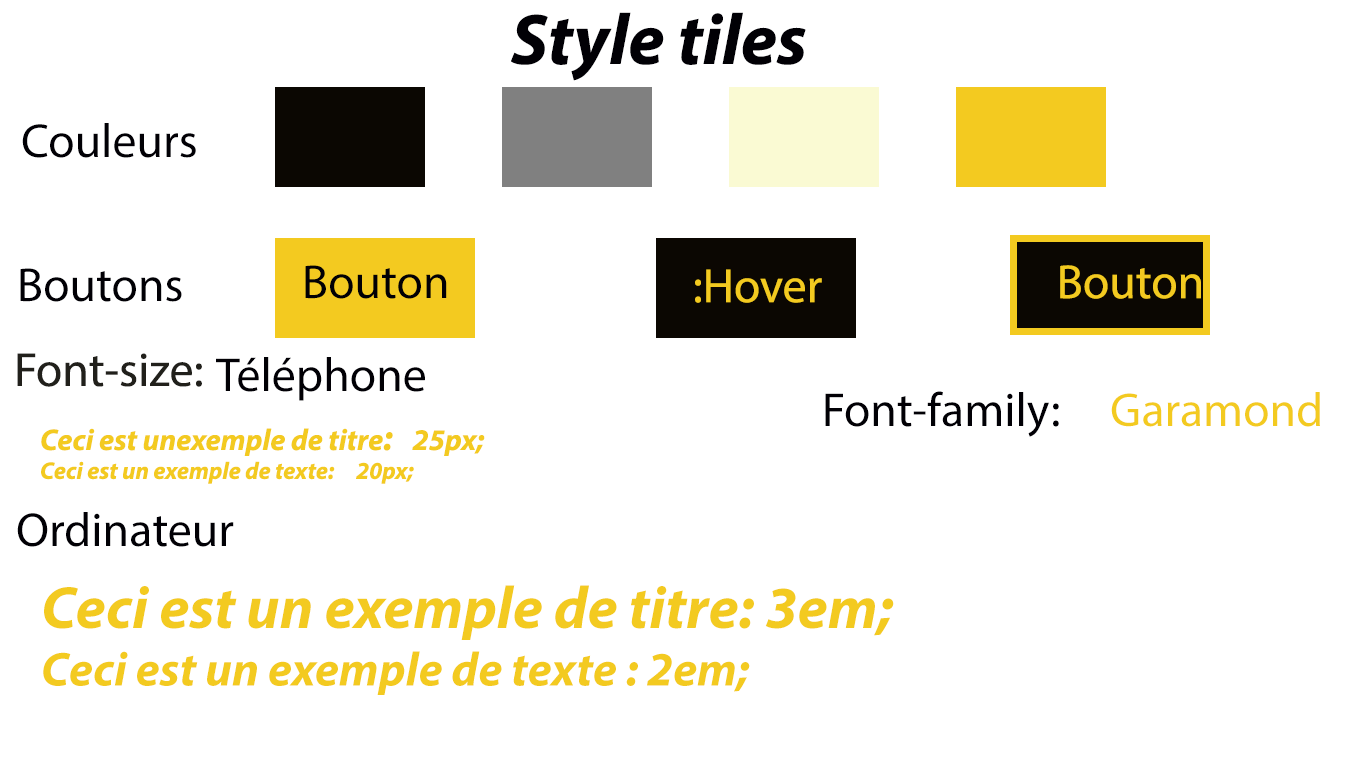 Style tiles
Couleurs
Boutons
Bouton
:Hover
Bouton
Font-size: Téléphone
Font-family: Garamond
Ceci est unexemple de titre: 25px;
Ceci est un exemple de texte: 20px;
Ordinateur
Ceci est un exemple de titre: 3em;
Ceci est un exemple de texte : 2em;